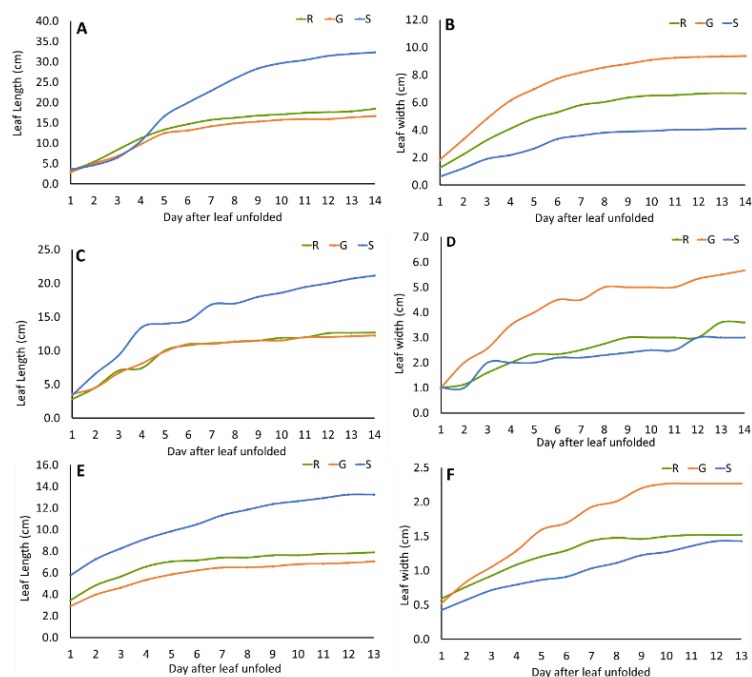 A
R G S
Leaf Length (cm)
40.0
35.0
30.0
25.0
20.0
15.0
10.0
5.0
0.0
1 2 3 4 5 6 7 8 9 10 11 12 13 14
Day after leaf unfolded
B
R G S
Leaf width (cm)
12.0
10.0
8.0
6.0
4.0
2.0
0.0
1 2 3 4 5 6 7 8 9 10 11 12 13 14
Day after leaf unfolded
C
R G S
Leaf Length (cm)
25.0
20.0
15.0
10.0
5.0
0.0
1 2 3 4 5 6 7 8 9 10 11 12 13 14
Day after leaf unfolded
D
R G S
Leaf width (cm)
7.0
6.0
5.0
4.0
3.0
2.0
1.0
0.0
1 2 3 4 5 6 7 8 9 10 11 12 13 14
Day after leaf unfolded
E
R G S
Leaf Length (cm)
16.0
14.0
12.0
10.0
8.0
6.0
4.0
2.0
0.0
1 2 3 4 5 6 7 8 9 10 11 12 13
Day after leaf unfolded
F
R G S
Leaf width (cm)
2.5
2.0
1.5
1.0
0.5
0.0
1 2 3 4 5 6 7 8 9 10 11 12 13
Day after leaf unfolded